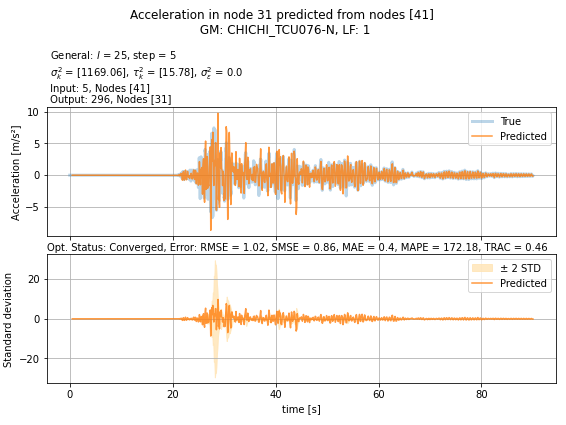 Acceleration in node 31 predicted from nodes [41]
GM: CHICHI_TCU076-N, LF: 1
General: l = 25, step = 5
σ²ₖ = [1169.06], τ²ₖ = [15.78], σ²ε = 0.0
Input: 5, Nodes [41]
Output: 296, Nodes [31]
10
5
0
−5
Acceleration [m/s²]
True
Predicted
Opt. Status: Converged, Error: RMSE = 1.02, SMSE = 0.86, MAE = 0.4, MAPE = 172.18, TRAC = 0.46
20
0
−20
Standard deviation
± 2 STD
Predicted
0 20 40 60 80
time [s]